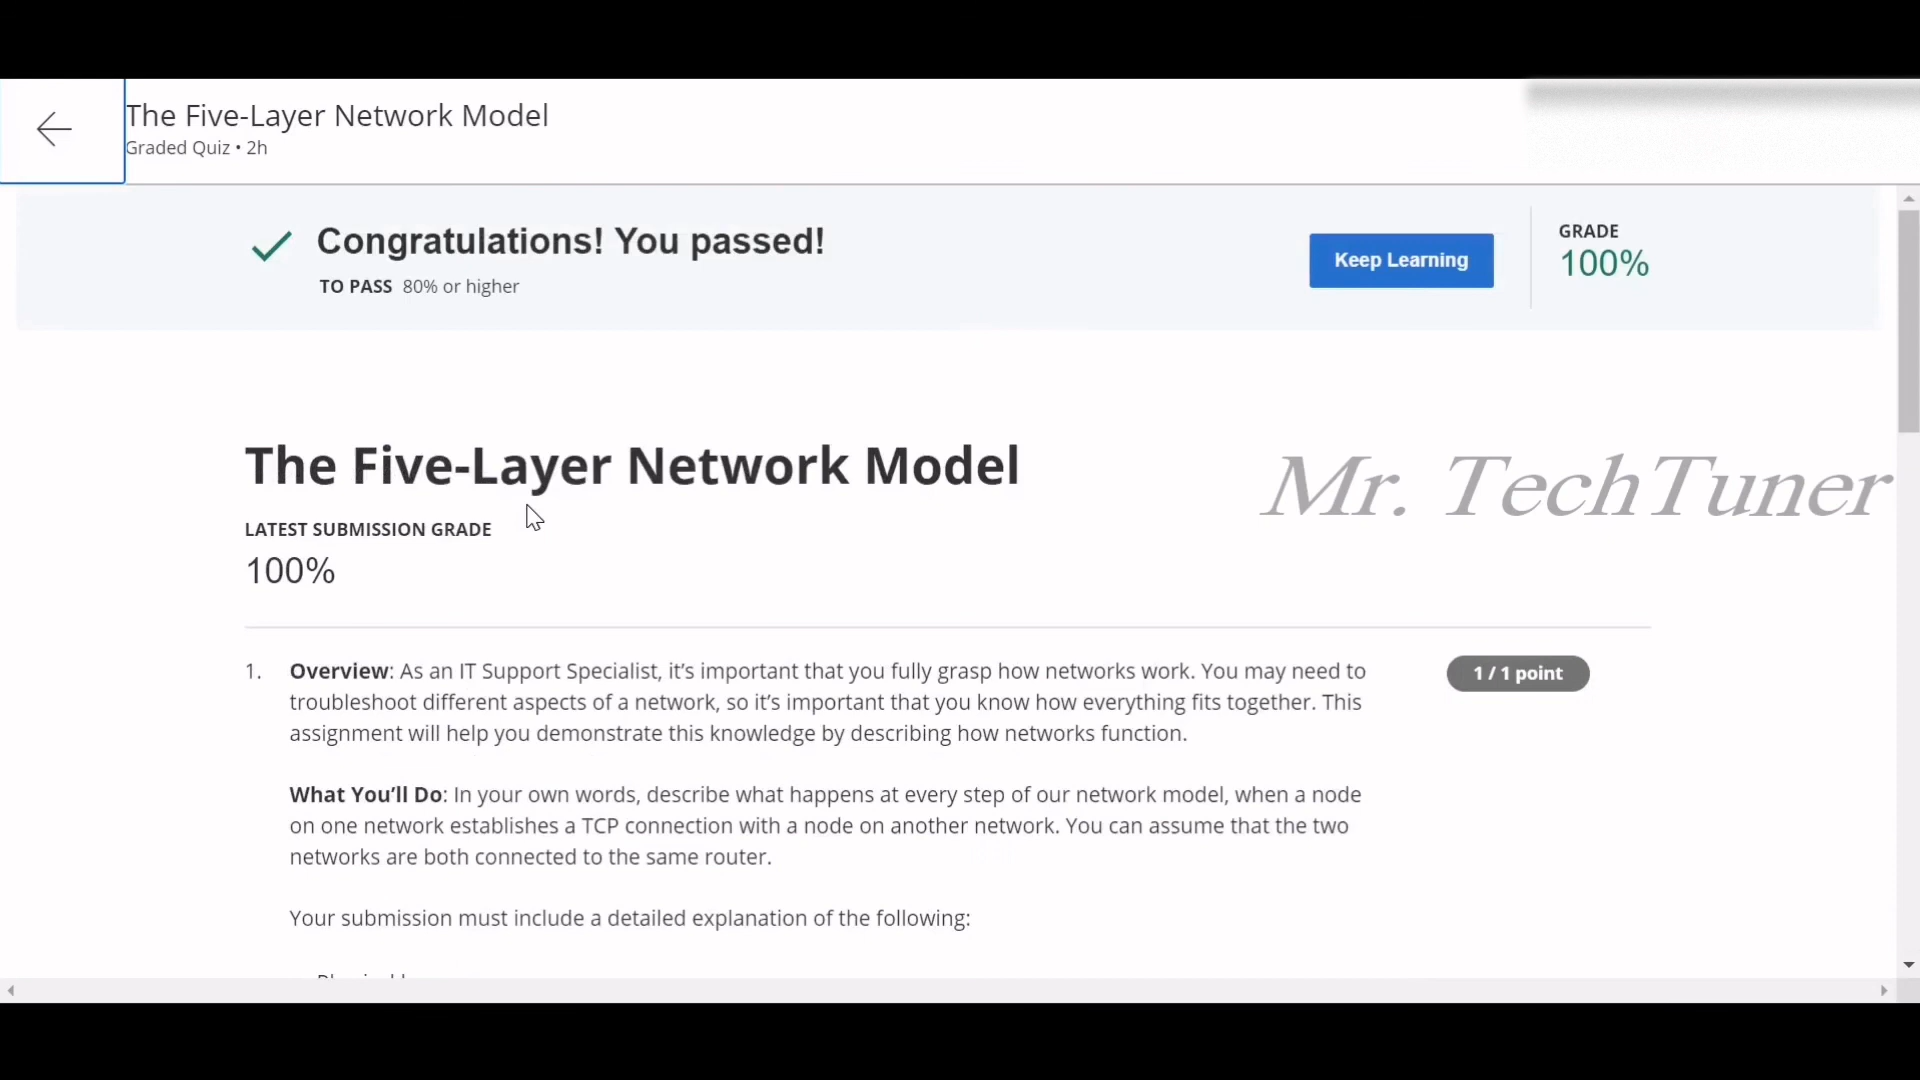 The Five-Layer Network Model
Graded Quiz • 2h
Congratulations! You passed!
TO PASS 80% or higher
Keep Learning
GRADE
100%
The Five-Layer Network Model
Mr. TechTuner
LATEST SUBMISSION GRADE
100%
1. Overview: As an IT Support Specialist, it’s important that you fully grasp how networks work. You may need to
1 / 1 point
troubleshoot different aspects of a network, so it’s important that you know how everything fits together. This
assignment will help you demonstrate this knowledge by describing how networks function.
What You’ll Do: In your own words, describe what happens at every step of our network model, when a node
on one network establishes a TCP connection with a node on another network. You can assume that the two
networks are both connected to the same router.
Your submission must include a detailed explanation of the following: